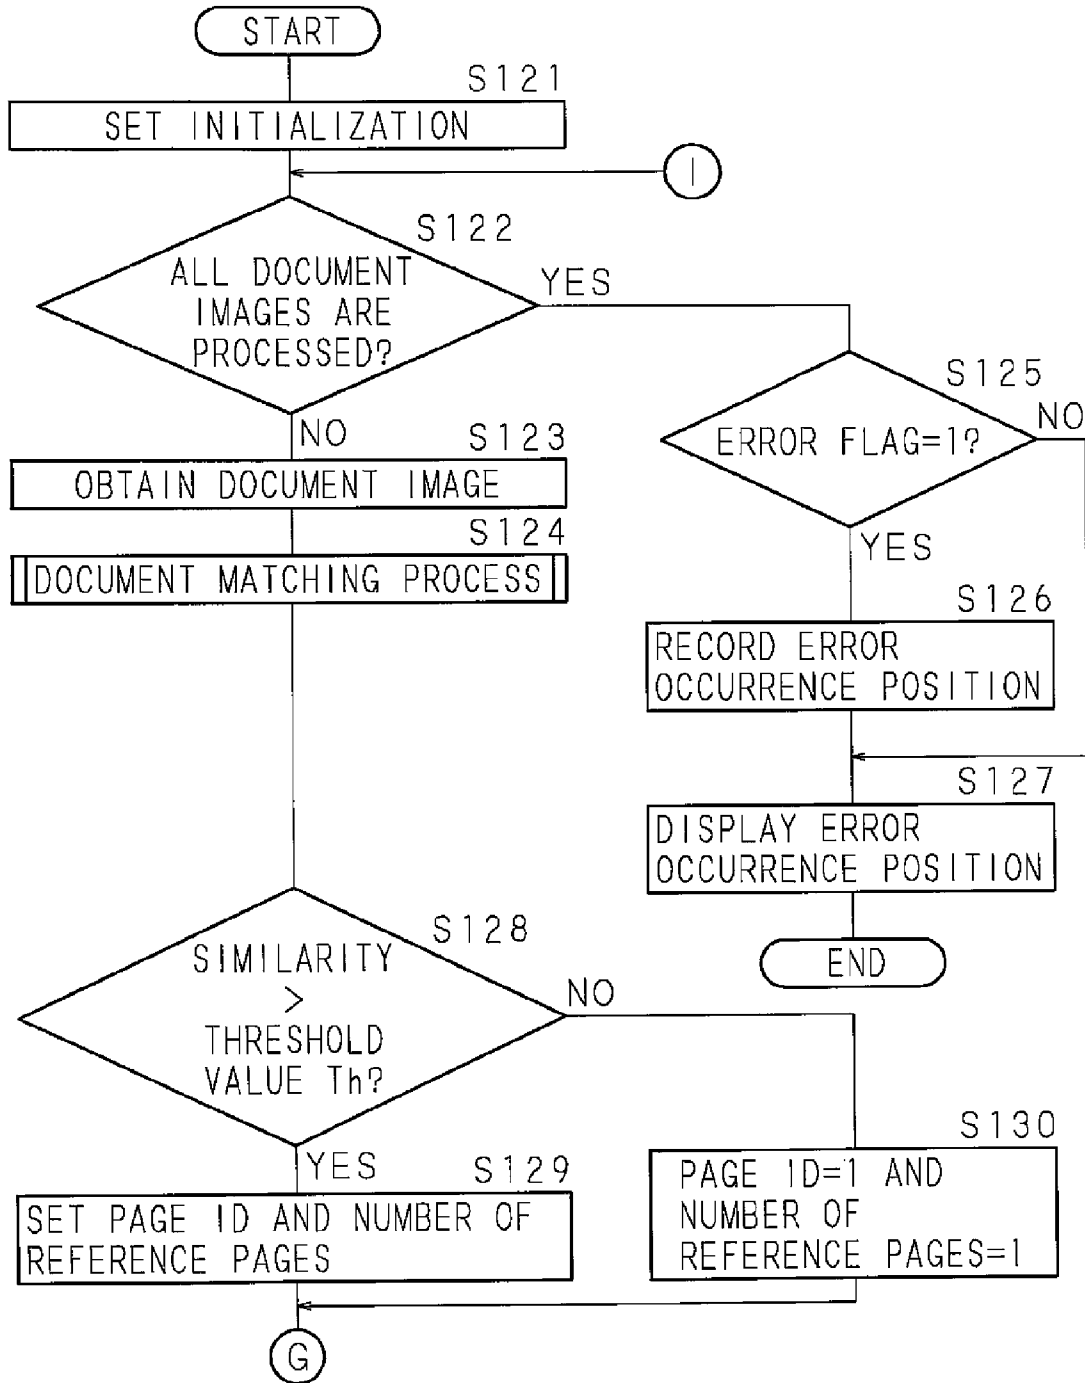 START
S121
SET INITIALIZATION
I
S122
ALL DOCUMENT
IMAGES ARE
PROCESSED?
YES
NO
S123
OBTAIN DOCUMENT IMAGE
S124
DOCUMENT MATCHING PROCESS
S125
ERROR FLAG=1?
NO
YES
S126
RECORD ERROR
OCCURRENCE POSITION
S127
DISPLAY ERROR
OCCURRENCE POSITION
END
S128
SIMILARITY
>
THRESHOLD
VALUE Th?
NO
YES
S129
SET PAGE ID AND NUMBER OF
REFERENCE PAGES
S130
PAGE ID=1 AND
NUMBER OF
REFERENCE PAGES=1
G